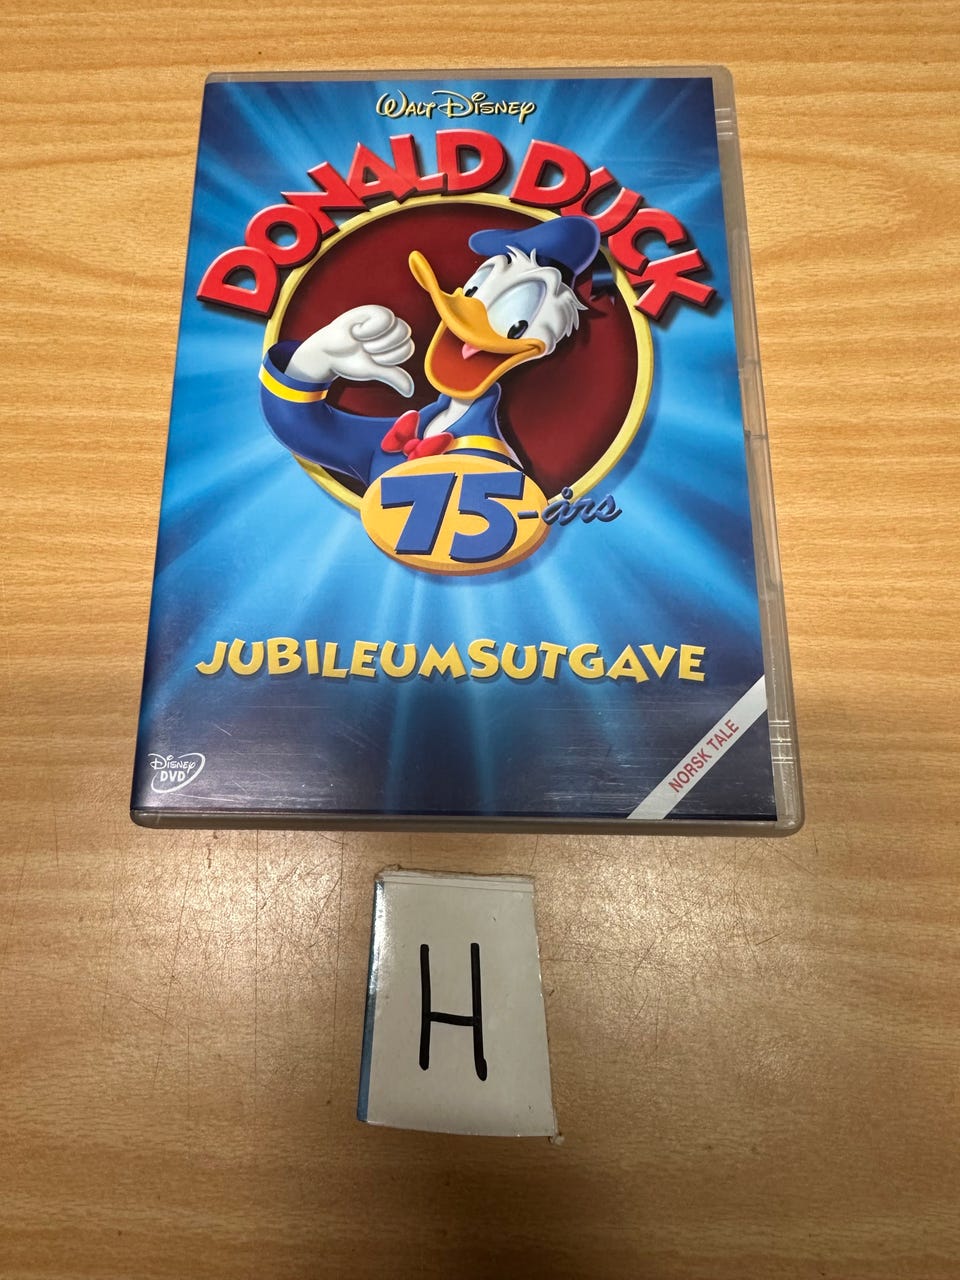 WALT DISNEY
DONALD DUCK
75-års
JUBILEUMSUTGAVE
NORSK TALE
DISNEY
DVD
H